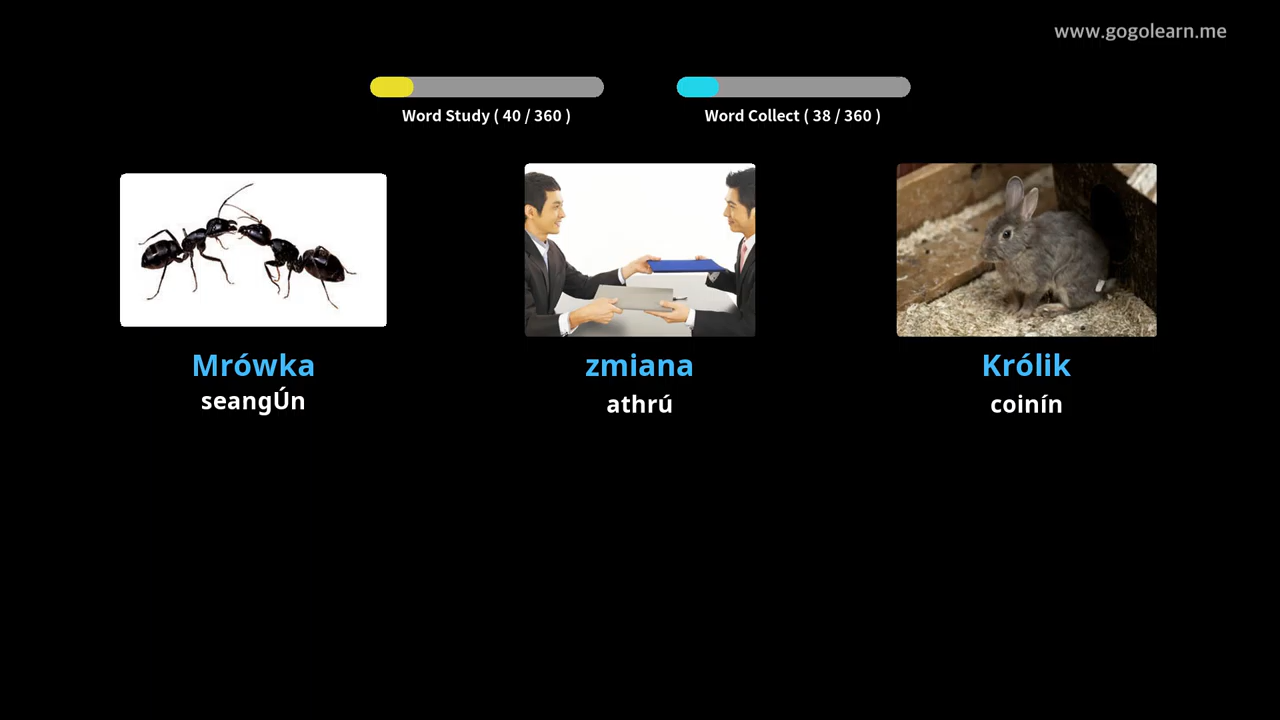 www.gogolearn.me
Word Study ( 40 / 360 )
Word Collect ( 38 / 360 )
Mrówka
seangÚn
zmiana
athrú
Królik
coinín